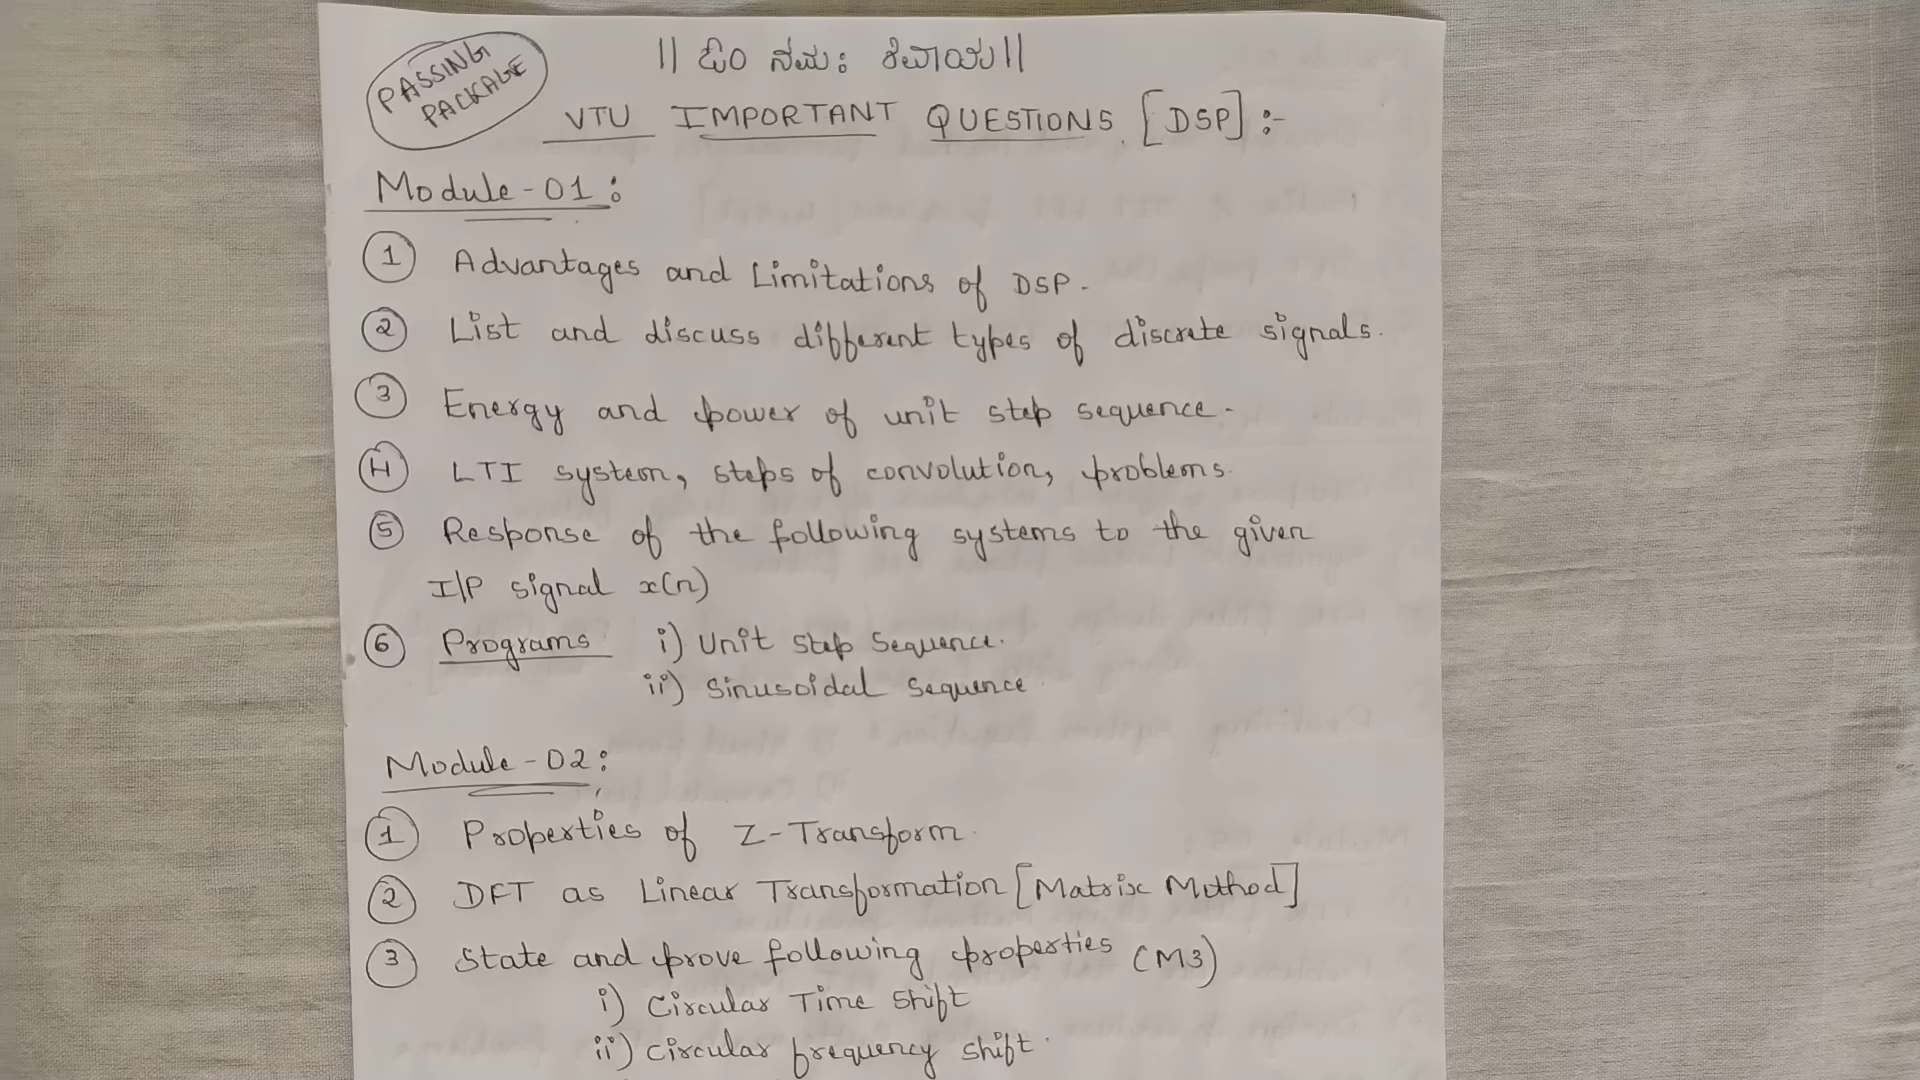 PASSING
PACKAGE
|| ಓಂ ನಮಃ ಶಿವಾಯ ||
VTU IMPORTANT QUESTIONS [DSP] :-
Module-01 :
1 Advantages and Limitations of DSP.
2 List and discuss different types of discrete signals.
3 Energy and power of unit step sequence.
4 LTI system, steps of convolution, problems.
5 Response of the following systems to the given
I/P signal x(n)
6 Programs i) Unit Step Sequence.
ii) Sinusoidal Sequence
Module-02 :
1 Properties of Z-Transform
2 DFT as Linear Transformation [Matrix Method]
3 State and prove following properties (M3)
i) Circular Time Shift
ii) Circular frequency shift.